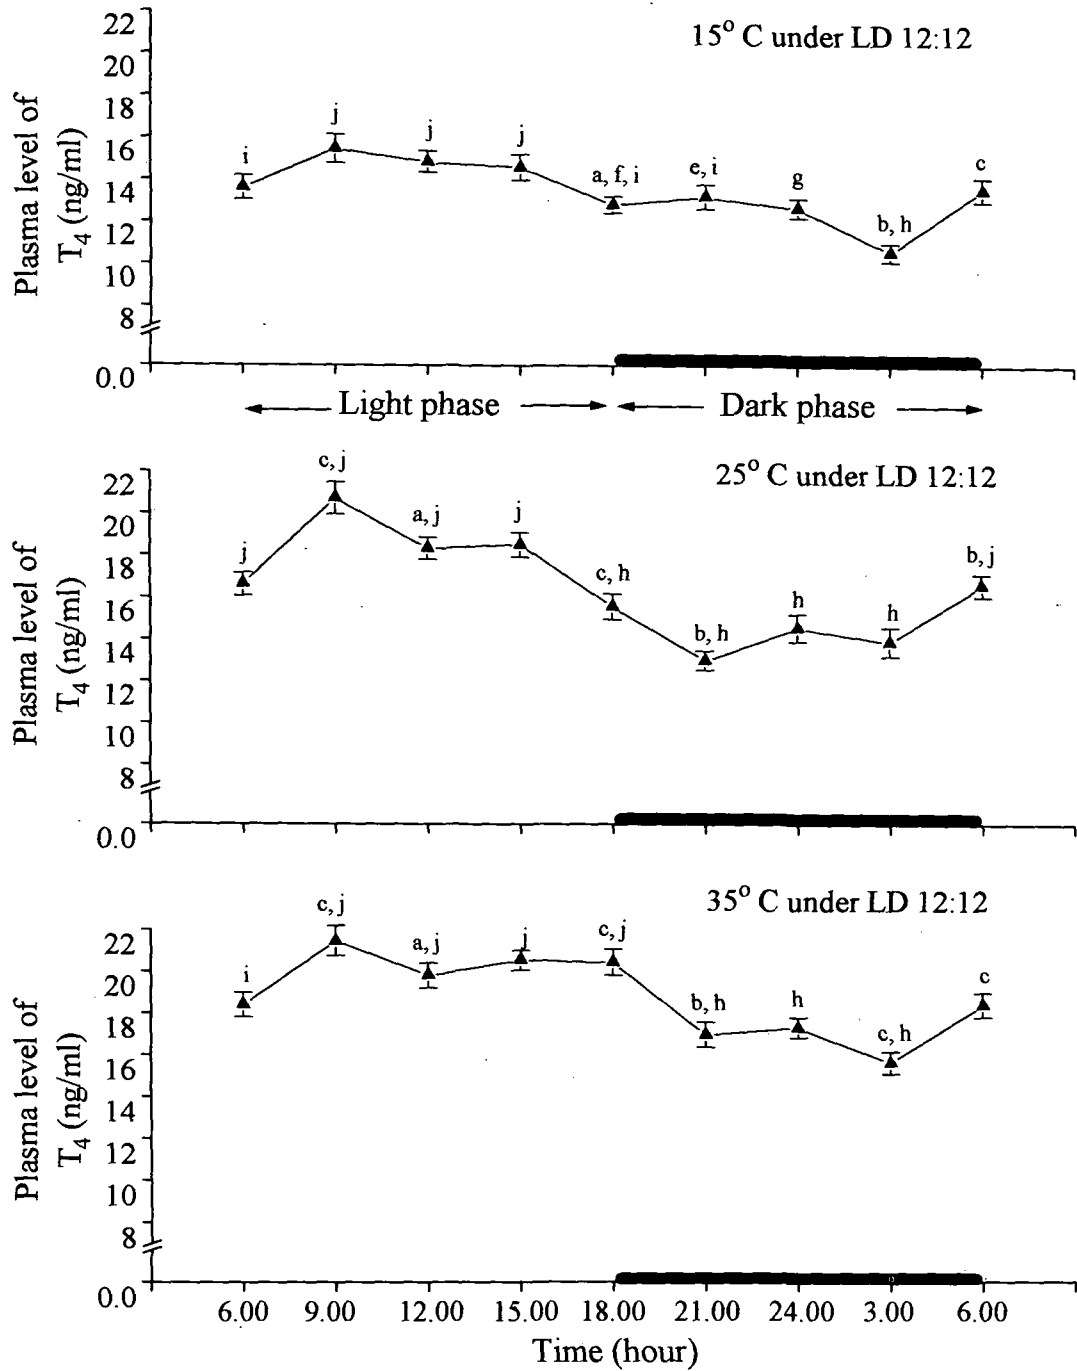 15° C under LD 12:12
Plasma level of
T₄ (ng/ml)
22
20
18
16
14
12
10
8
0.0
i
j
j
j
a, f, i
e, i
g
b, h
c
Light phase
Dark phase
25° C under LD 12:12
Plasma level of
T₄ (ng/ml)
22
20
18
16
14
12
10
8
0.0
j
c, j
a, j
j
c, h
b, h
h
h
b, j
35° C under LD 12:12
Plasma level of
T₄ (ng/ml)
22
20
18
16
14
12
10
8
0.0
i
c, j
a, j
j
c, j
b, h
h
c, h
c
6.00 9.00 12.00 15.00 18.00 21.00 24.00 3.00 6.00
Time (hour)